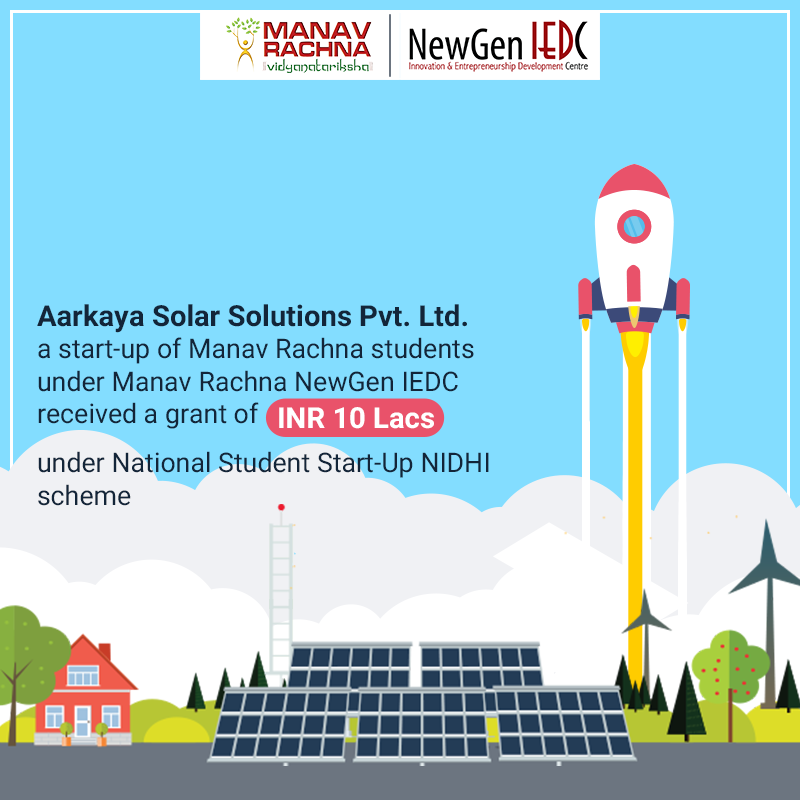 MANAV
RACHNA
vidyanatariksha
NewGen IEDC
Innovation & Entrepreneurship Development Centre
Aarkaya Solar Solutions Pvt. Ltd.
a start-up of Manav Rachna students
under Manav Rachna NewGen IEDC
received a grant of INR 10 Lacs
under National Student Start-Up NIDHI
scheme